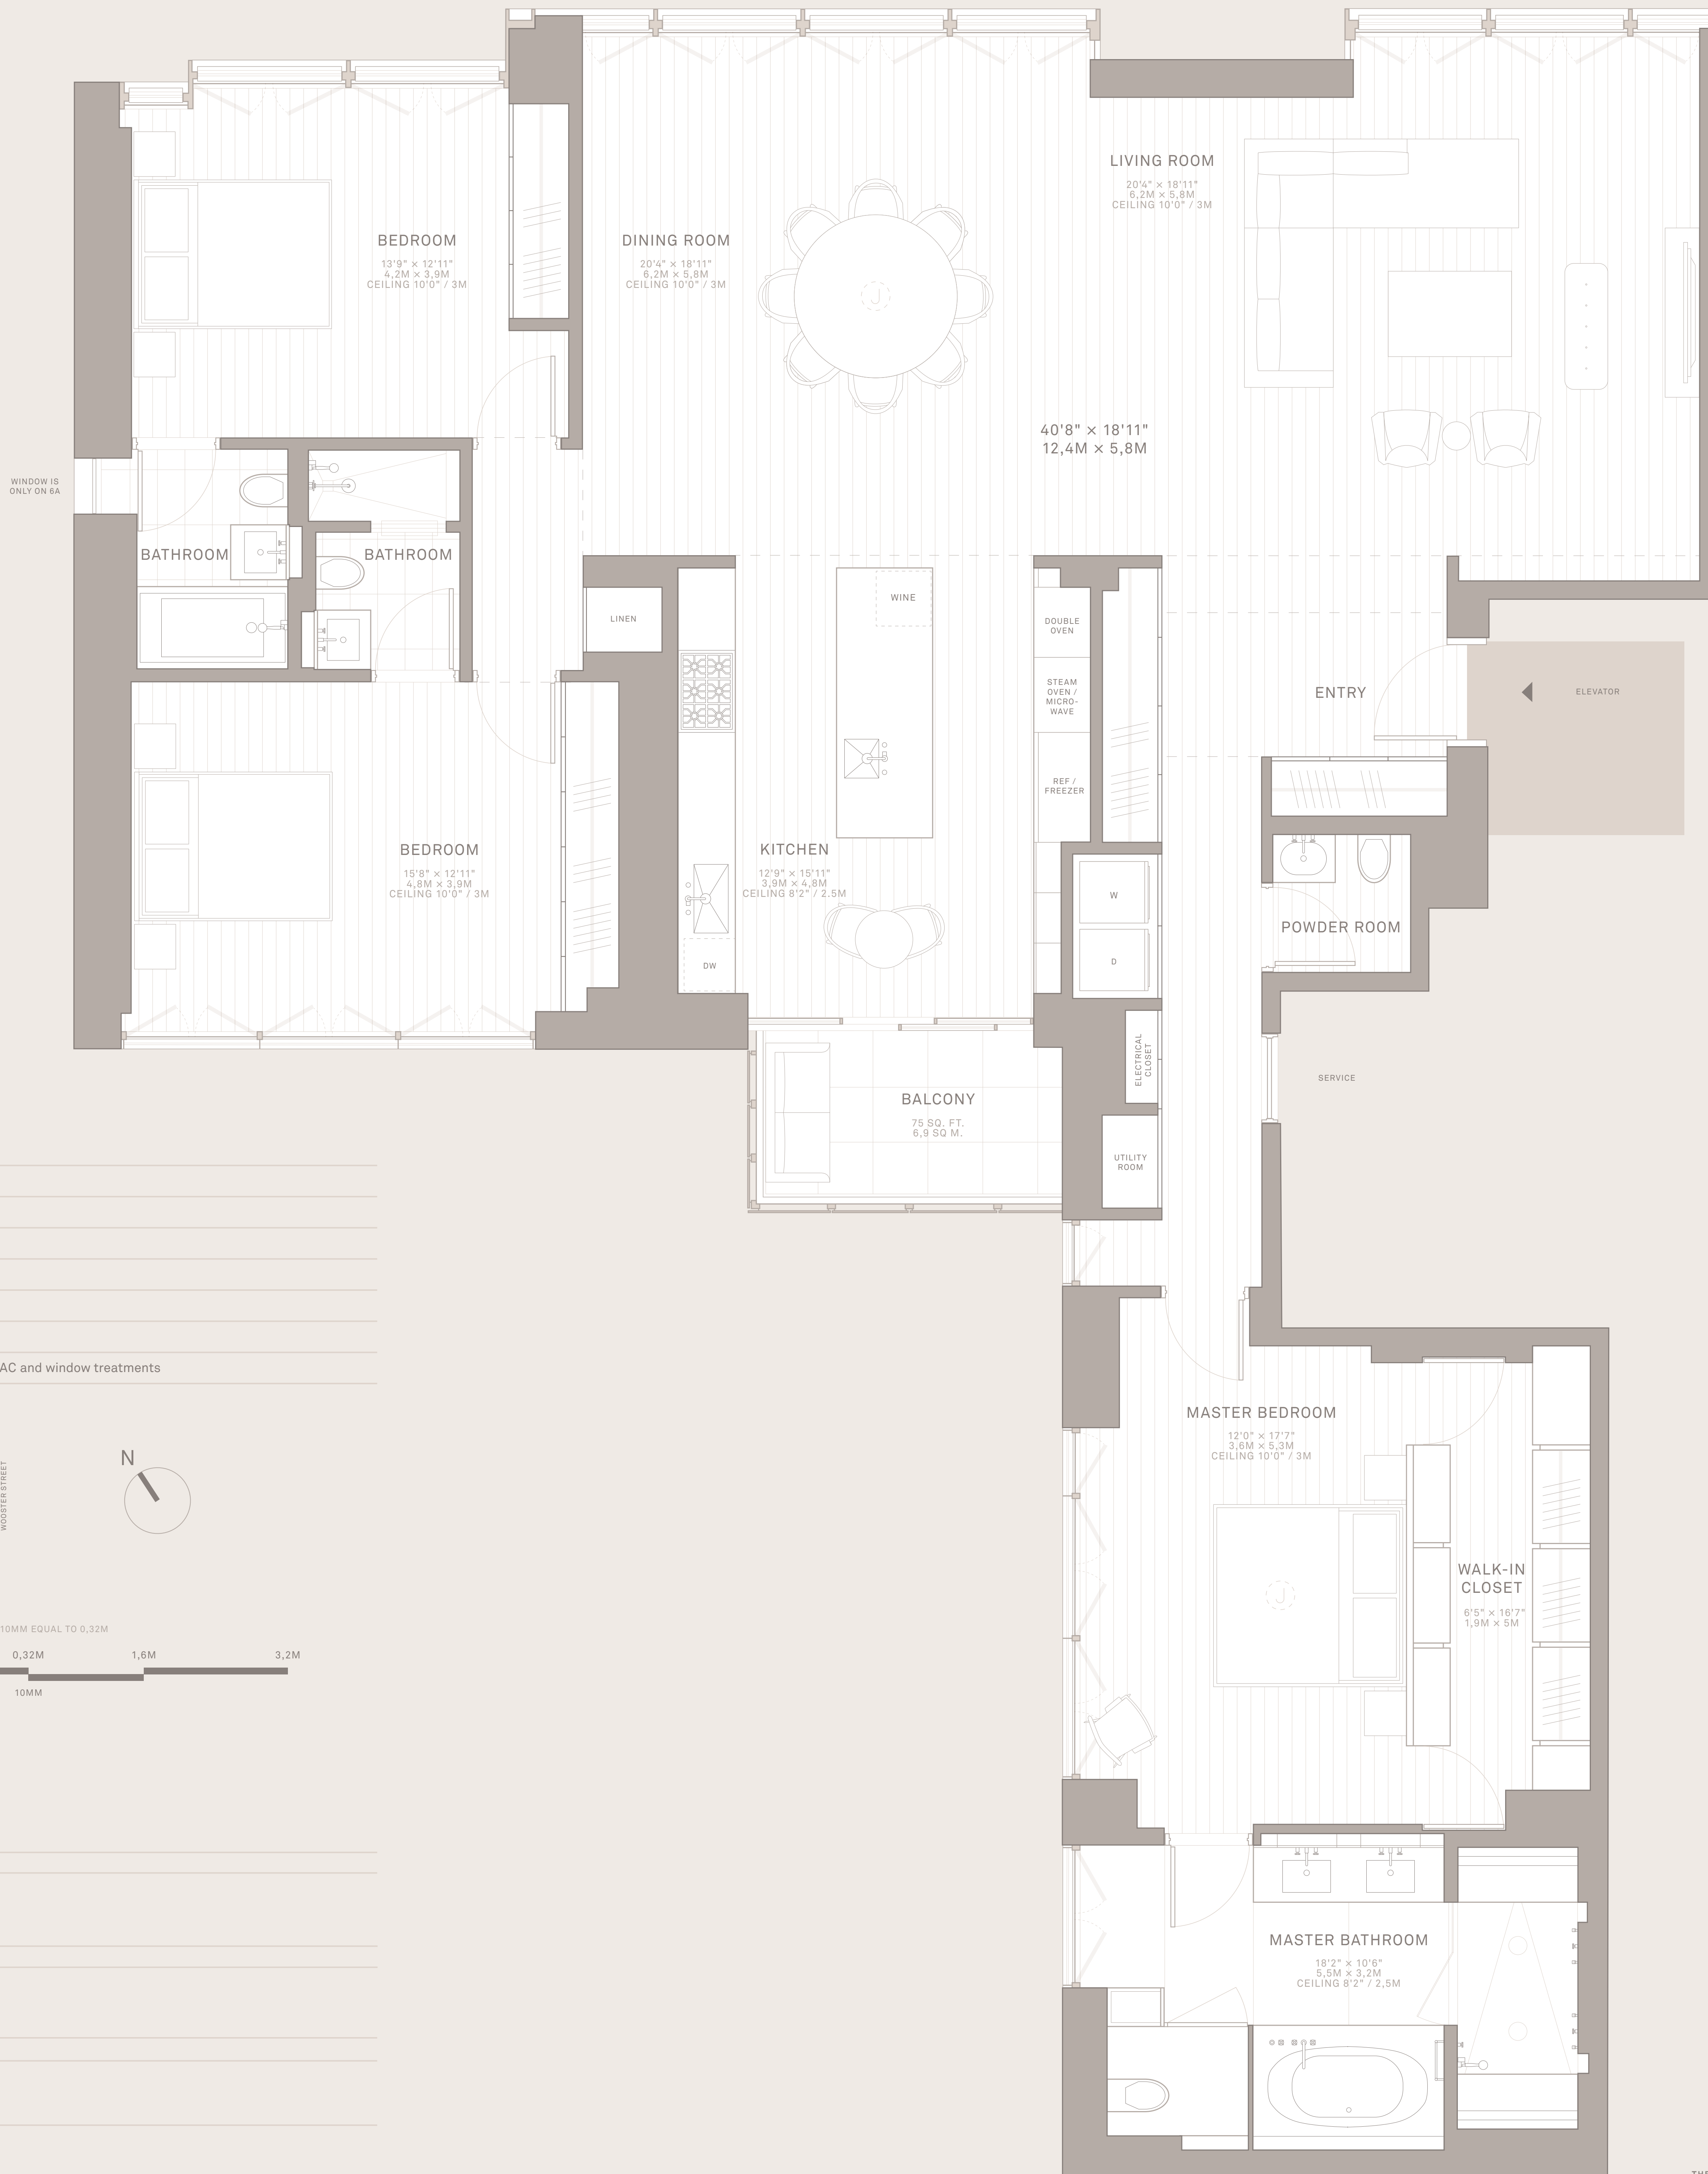 LIVING ROOM
20'4" × 18'11"
6,2M × 5,8M
CEILING 10'0" / 3M
BEDROOM
13'9" × 12'11"
4,2M × 3,9M
CEILING 10'0" / 3M
DINING ROOM
20'4" × 18'11"
6,2M × 5,8M
CEILING 10'0" / 3M
J
40'8" × 18'11"
12,4M × 5,8M
WINDOW IS
ONLY ON 6A
BATHROOM
BATHROOM
LINEN
WINE
DOUBLE
OVEN
STEAM
OVEN /
MICRO-
WAVE
REF /
FREEZER
ENTRY
ELEVATOR
BEDROOM
15'8" × 12'11"
4,8M × 3,9M
CEILING 10'0" / 3M
KITCHEN
12'9" × 15'11"
3,9M × 4,8M
CEILING 8'2" / 2.5M
DW
W
D
POWDER ROOM
ELECTRICAL
CLOSET
SERVICE
BALCONY
75 SQ. FT.
6,9 SQ M.
UTILITY
ROOM
AC and window treatments
MASTER BEDROOM
12'0" × 17'7"
3,6M × 5,3M
CEILING 10'0" / 3M
N
WOOSTER STREET
J
WALK-IN
CLOSET
6'5" × 16'7"
1,9M × 5M
10MM EQUAL TO 0,32M
0,32M
1,6M
3,2M
10MM
MASTER BATHROOM
18'2" × 10'6"
5,5M × 3,2M
CEILING 8'2" / 2,5M